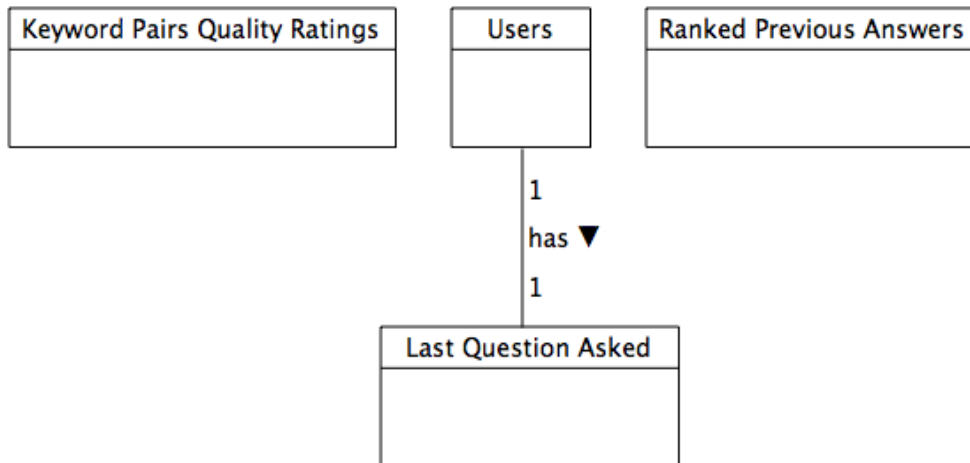 Keyword Pairs Quality Ratings
Users
Ranked Previous Answers
1
has ▼
1
Last Question Asked